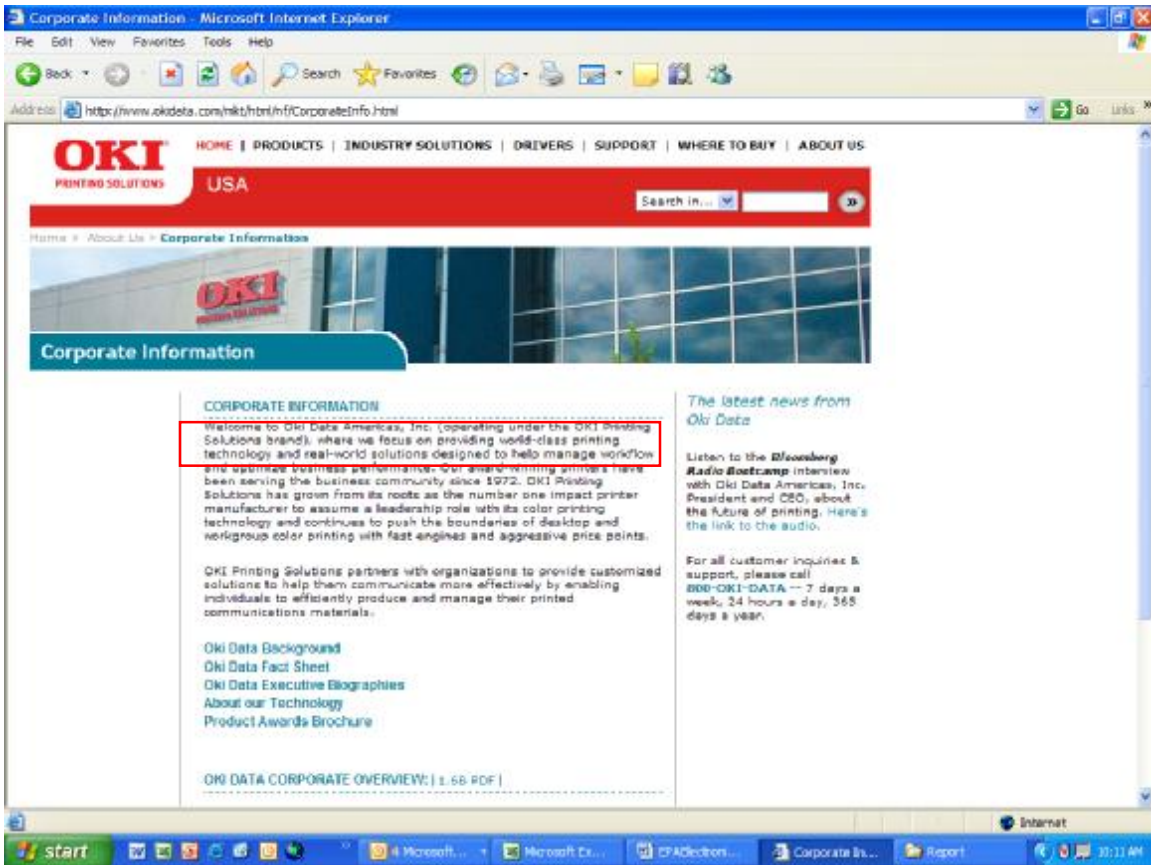 Corporate Information - Microsoft Internet Explorer
File Edit View Favorites Tools Help
Back Search Favorites
Address http://www.okidata.com/mkt/html/nf/CorporateInfo.html Go Links
OKI
PRINTING SOLUTIONS
HOME | PRODUCTS | INDUSTRY SOLUTIONS | DRIVERS | SUPPORT | WHERE TO BUY | ABOUT US
USA
Search in...
Home > About Us > Corporate Information
OKI
PRINTING SOLUTIONS
Corporate Information
CORPORATE INFORMATION
Welcome to Oki Data Americas, Inc. (operating under the OKI Printing
Solutions brand), where we focus on providing world-class printing
technology and real-world solutions designed to help manage workflow
and optimize business performance. Our award-winning printers have
been serving the business community since 1972. OKI Printing
Solutions has grown from its roots as the number one impact printer
manufacturer to assume a leadership role with its color printing
technology and continues to push the boundaries of desktop and
workgroup color printing with fast engines and aggressive price points.
OKI Printing Solutions partners with organizations to provide customized
solutions to help them communicate more effectively by enabling
individuals to efficiently produce and manage their printed
communications materials.
Oki Data Background
Oki Data Fact Sheet
Oki Data Executive Biographies
About our Technology
Product Awards Brochure
OKI DATA CORPORATE OVERVIEW: | 1.6B PDF |
The latest news from
Oki Data
Listen to the Bloomberg
Radio Bootcamp interview
with Oki Data Americas, Inc.
President and CEO, about
the future of printing. Here's
the link to the audio.
For all customer inquiries &
support, please call
800-OKI-DATA -- 7 days a
week, 24 hours a day, 365
days a year.
Internet
start 4 Microsoft... Microsoft Ex... EPAElectron... Corporate In... Report 10:11 AM